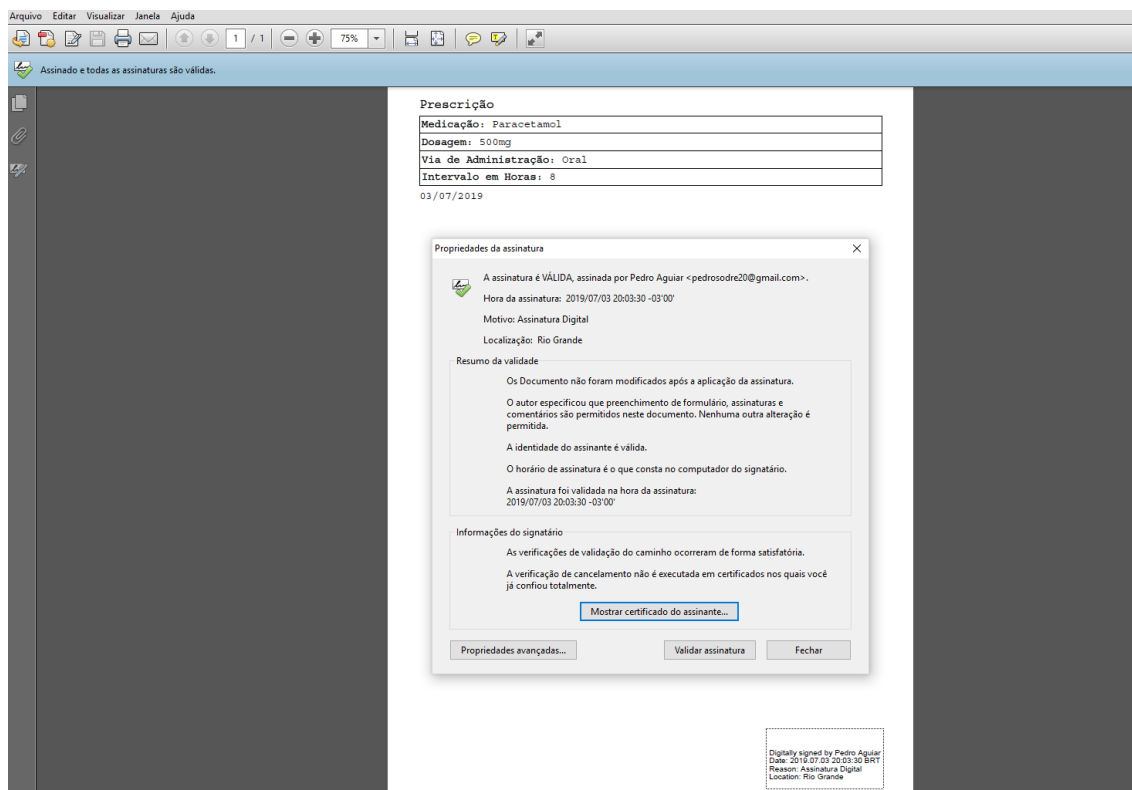 Arquivo Editar Visualizar Janela Ajuda
1 / 1 75%
Assinado e todas as assinaturas são válidas.
Prescrição
Medicação: Paracetamol
Dosagem: 500mg
Via de Administração: Oral
Intervalo em Horas: 8
03/07/2019
Propriedades da assinatura
A assinatura é VÁLIDA, assinada por Pedro Aguiar <pedrosodre20@gmail.com>.
Hora da assinatura: 2019/07/03 20:03:30 -03'00'
Motivo: Assinatura Digital
Localização: Rio Grande
Resumo da validade
Os Documento não foram modificados após a aplicação da assinatura.
O autor especificou que preenchimento de formulário, assinaturas e
comentários são permitidos neste documento. Nenhuma outra alteração é
permitida.
A identidade do assinante é válida.
O horário de assinatura é o que consta no computador do signatário.
A assinatura foi validada na hora da assinatura:
2019/07/03 20:03:30 -03'00'
Informações do signatário
As verificações de validação do caminho ocorreram de forma satisfatória.
A verificação de cancelamento não é executada em certificados nos quais você
já confiou totalmente.
Mostrar certificado do assinante...
Propriedades avançadas... Validar assinatura Fechar
Digitally signed by Pedro Aguiar
Date: 2019.07.03 20:03:30 BRT
Reason: Assinatura Digital
Location: Rio Grande